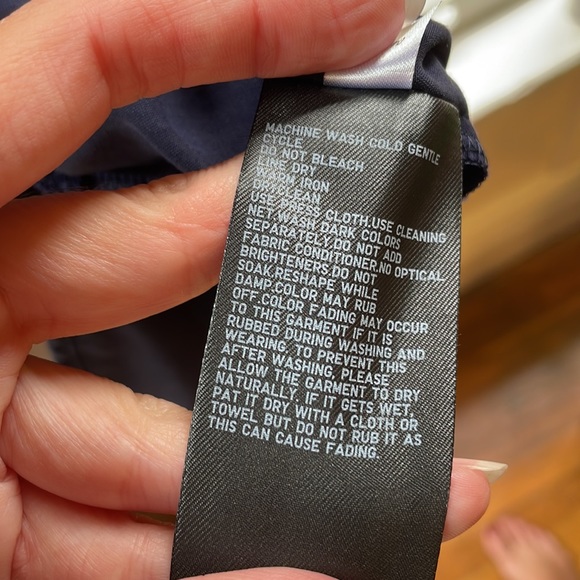 MACHINE WASH COLD GENTLE
CYCLE
DO NOT BLEACH
LINE DRY
WARM IRON
DRYCLEAN
USE PRESS CLOTH.USE CLEANING
NET.WASH DARK COLORS
SEPARATELY.DO NOT ADD
FABRIC CONDITIONER.NO OPTICAL
BRIGHTENERS.DO NOT
SOAK.RESHAPE WHILE
DAMP.COLOR MAY RUB
OFF.COLOR FADING MAY OCCUR
TO THIS GARMENT IF IT IS
RUBBED DURING WASHING AND
WEARING. TO PREVENT THIS
AFTER WASHING, PLEASE
ALLOW THE GARMENT TO DRY
NATURALLY. IF IT GETS WET,
PAT IT DRY WITH A CLOTH OR
TOWEL BUT DO NOT RUB IT AS
THIS CAN CAUSE FADING.